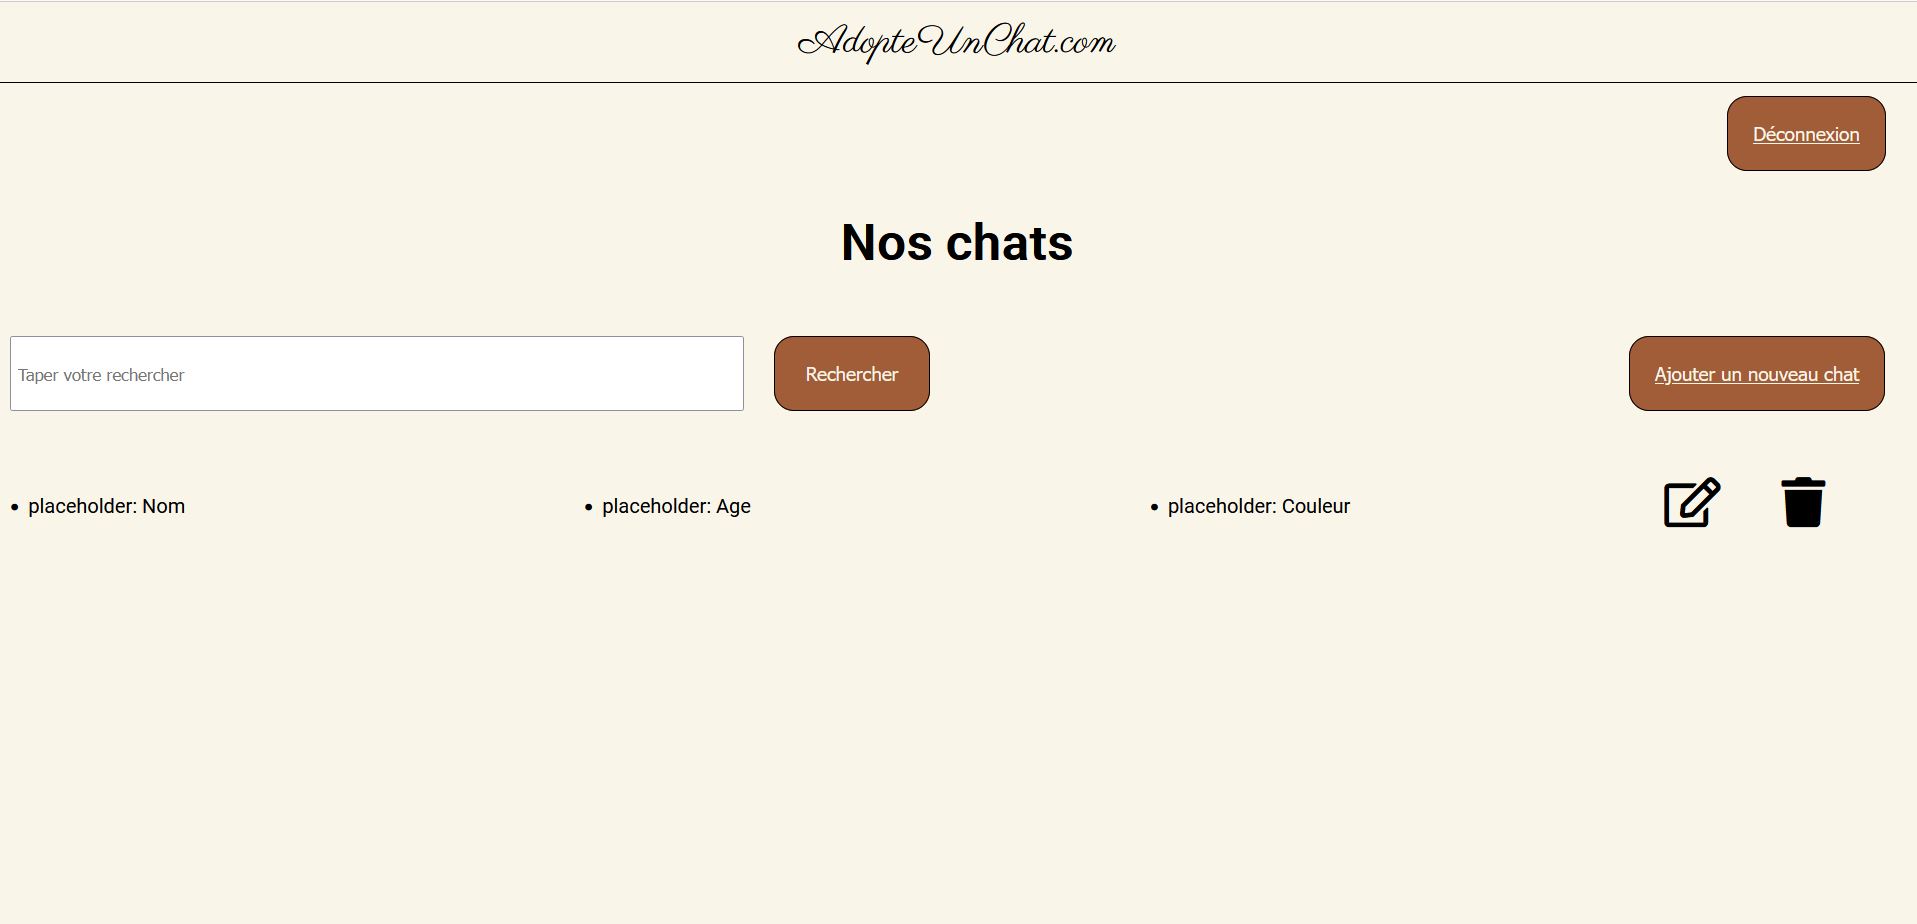 AdopteUnChat.com
Déconnexion
Nos chats
Taper votre rechercher
Rechercher
Ajouter un nouveau chat
placeholder: Nom
placeholder: Age
placeholder: Couleur